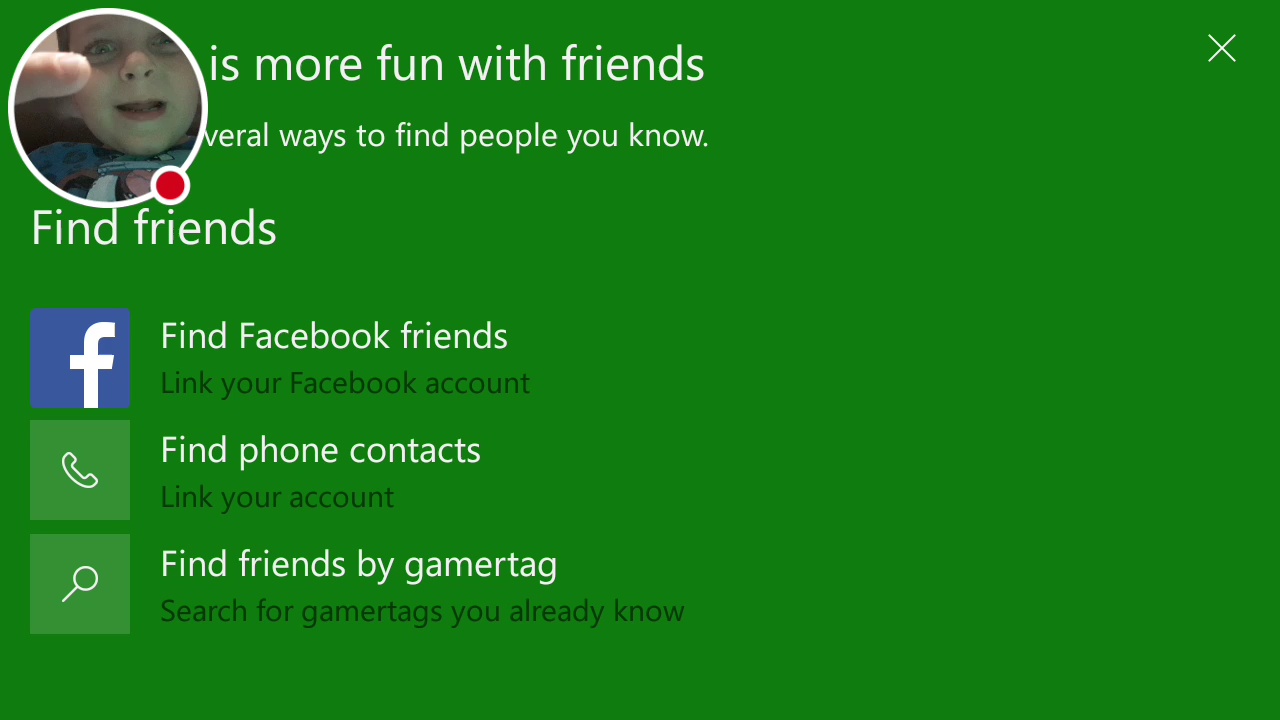 is more fun with friends
veral ways to find people you know.
Find friends
Find Facebook friends
Link your Facebook account
Find phone contacts
Link your account
Find friends by gamertag
Search for gamertags you already know